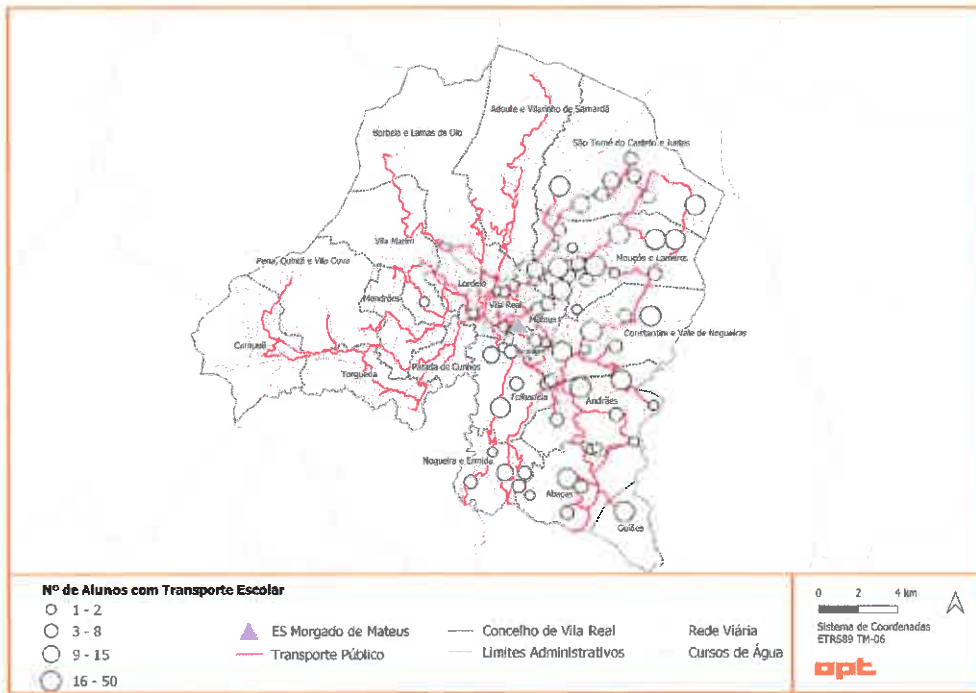 Adoufe e Vilarinho de Samardã
Borbela e Lamas de Olo
São Tomé do Castelo e Justes
Vila Marim
Pena, Quintã e Vila Cova
Mouçós e Lamares
Lordelo
Mondrões
Vila Real
Mateus
Constantim e Vale de Nogueiras
Campeã
Parada de Cunhos
Torgueda
Folhadela
Andrães
Nogueira e Ermida
Abaças
Guiães
Nº de Alunos com Transporte Escolar
1 - 2
3 - 8
9 - 15
16 - 50
ES Morgado de Mateus
Transporte Público
Concelho de Vila Real
Limites Administrativos
Rede Viária
Cursos de Água
0 2 4 km
Sistema de Coordenadas
ETRS89 TM-06
opt